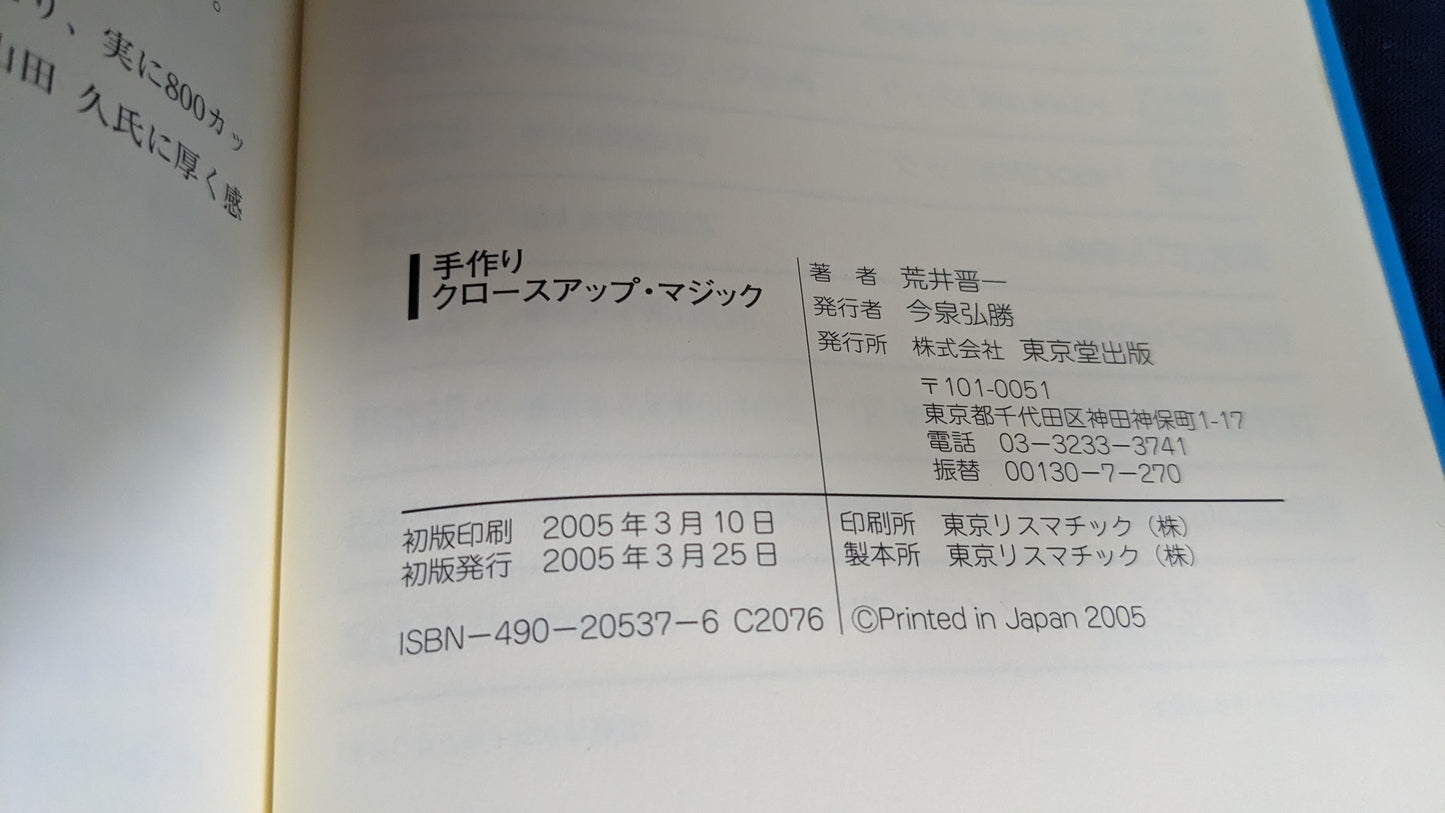 り、実に800カッ
山田 久氏に厚く感
手作り
クロースアップ・マジック
著 者 荒井晋一
発行者 今泉弘勝
発行所 株式会社 東京堂出版
〒101-0051
東京都千代田区神田神保町1-17
電話 03-3233-3741
振替 00130-7-270
初版印刷 2005年3月10日
初版発行 2005年3月25日
印刷所 東京リスマチック（株）
製本所 東京リスマチック（株）
ISBN-490-20537-6 C2076
©Printed in Japan 2005